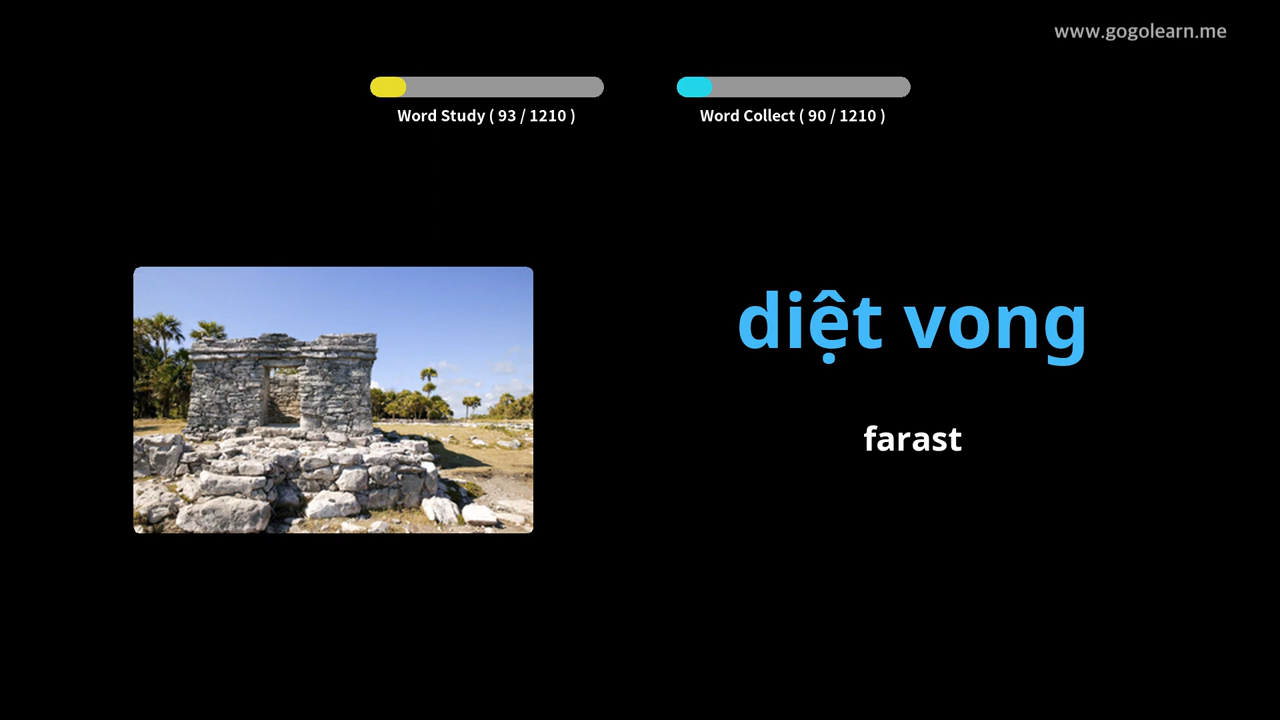 www.gogolearn.me
Word Study ( 93 / 1210 )
Word Collect ( 90 / 1210 )
diệt vong
farast